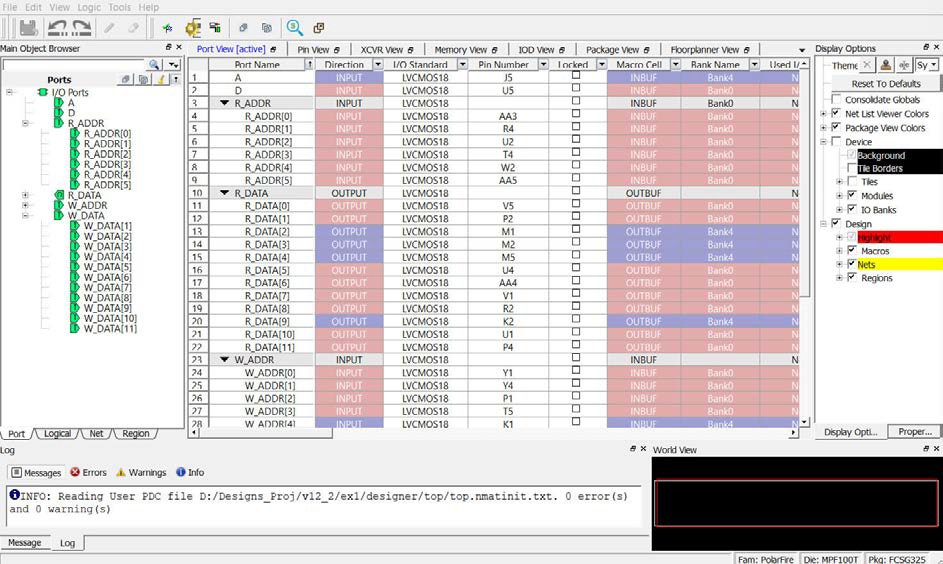 File Edit View Logic Tools Help
Main Object Browser
Ports
I/O Ports
A
D
R_ADDR
R_ADDR[0]
R_ADDR[1]
R_ADDR[2]
R_ADDR[3]
R_ADDR[4]
R_ADDR[5]
R_DATA
W_ADDR
W_DATA
W_DATA[1]
W_DATA[2]
W_DATA[3]
W_DATA[4]
W_DATA[5]
W_DATA[6]
W_DATA[7]
W_DATA[8]
W_DATA[9]
W_DATA[10]
W_DATA[11]
Port Logical Net Region
Port View [active] Pin View XCVR View Memory View IOD View Package View Floorplanner View
Port Name Direction I/O Standard Pin Number Locked Macro Cell Bank Name Used I/
1 A INPUT LVCMOS18 J5 INBUF Bank4 N
2 D INPUT LVCMOS18 U5 INBUF Bank0 N
3 R_ADDR INPUT LVCMOS18 INBUF Bank0 N
4 R_ADDR[0] INPUT LVCMOS18 AA3 INBUF Bank0 N
5 R_ADDR[1] INPUT LVCMOS18 R4 INBUF Bank0 N
6 R_ADDR[2] INPUT LVCMOS18 U2 INBUF Bank0 N
7 R_ADDR[3] INPUT LVCMOS18 T4 INBUF Bank0 N
8 R_ADDR[4] INPUT LVCMOS18 W2 INBUF Bank0 N
9 R_ADDR[5] INPUT LVCMOS18 AA5 INBUF Bank0 N
10 R_DATA OUTPUT LVCMOS18 OUTBUF N
11 R_DATA[0] OUTPUT LVCMOS18 V5 OUTBUF Bank0 N
12 R_DATA[1] OUTPUT LVCMOS18 P2 OUTBUF Bank0 N
13 R_DATA[2] OUTPUT LVCMOS18 M1 OUTBUF Bank4 N
14 R_DATA[3] OUTPUT LVCMOS18 M2 OUTBUF Bank4 N
15 R_DATA[4] OUTPUT LVCMOS18 M5 OUTBUF Bank4 N
16 R_DATA[5] OUTPUT LVCMOS18 U4 OUTBUF Bank0 N
17 R_DATA[6] OUTPUT LVCMOS18 AA4 OUTBUF Bank0 N
18 R_DATA[7] OUTPUT LVCMOS18 V1 OUTBUF Bank0 N
19 R_DATA[8] OUTPUT LVCMOS18 R2 OUTBUF Bank0 N
20 R_DATA[9] OUTPUT LVCMOS18 K2 OUTBUF Bank4 N
21 R_DATA[10] OUTPUT LVCMOS18 U1 OUTBUF Bank0 N
22 R_DATA[11] OUTPUT LVCMOS18 P4 OUTBUF Bank0 N
23 W_ADDR INPUT LVCMOS18 INBUF N
24 W_ADDR[0] INPUT LVCMOS18 Y1 INBUF Bank0 N
25 W_ADDR[1] INPUT LVCMOS18 Y4 INBUF Bank0 N
26 W_ADDR[2] INPUT LVCMOS18 P1 INBUF Bank0 N
27 W_ADDR[3] INPUT LVCMOS18 T5 INBUF Bank0 N
28 W_ADDR[4] INPUT LVCMOS18 K1 INBUF Bank4 N
Display Options
Theme Sy
Reset To Defaults
Consolidate Globals
Net List Viewer Colors
Package View Colors
Device
Background
Tile Borders
Tiles
Modules
IO Banks
Design
Highlight
Macros
Nets
Regions
Display Opti... Proper...
Log
Messages Errors Warnings Info
INFO: Reading User PDC file D:/Designs_Proj/v12_2/ex1/designer/top/top.nmatinit.txt. 0 error(s)
and 0 warning(s)
Message Log
World View
Fam: PolarFire Die: MPF100T Pkg: FCSG325